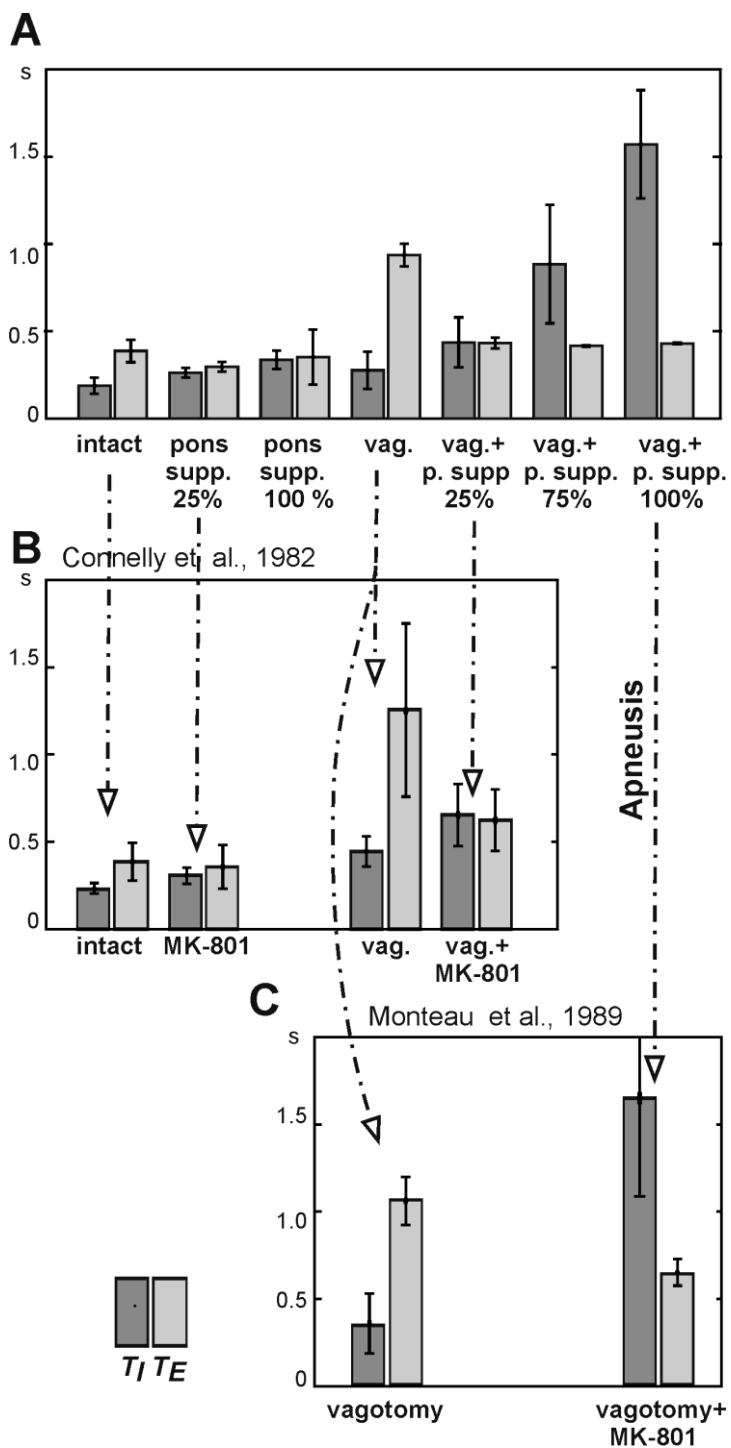 A
s
1.5
1.0
0.5
0
intact pons vag. vag.+ vag.+ vag.+
supp. supp. p. supp p. supp. p. supp.
25% 100 % 25% 75% 100%
B
Connelly et. al., 1982
s
1.5
1.0
0.5
0
Apneusis
intact MK-801 vag. vag.+
MK-801
C
Monteau et al., 1989
s
1.5
1.0
0.5
0
TI TE
vagotomy vagotomy+
MK-801